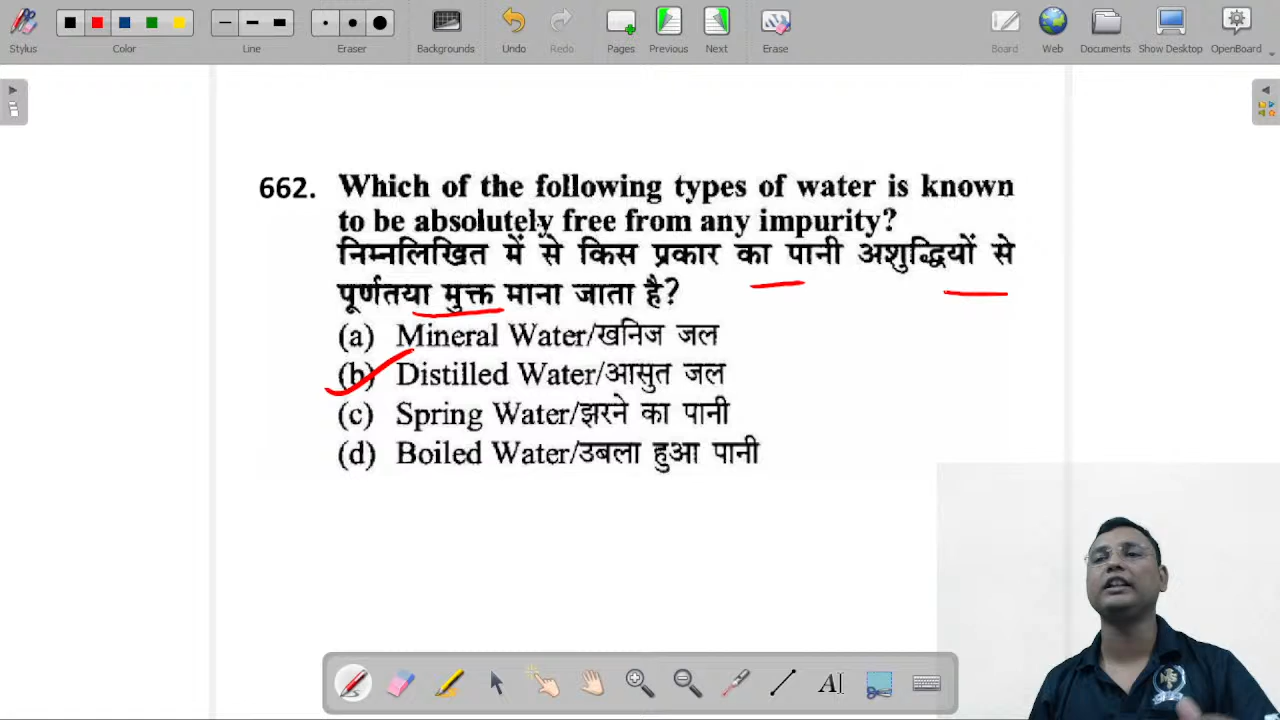 Stylus
Color
Line
Eraser
Backgrounds
Undo
Redo
Pages
Previous
Next
Erase
Board
Web
Documents
Show Desktop
OpenBoard
662. Which of the following types of water is known
to be absolutely free from any impurity?
निम्नलिखित में से किस प्रकार का पानी अशुद्धियों से
पूर्णतया मुक्त माना जाता है?
(a) Mineral Water/खनिज जल
(b) Distilled Water/आसुत जल
(c) Spring Water/झरने का पानी
(d) Boiled Water/उबला हुआ पानी